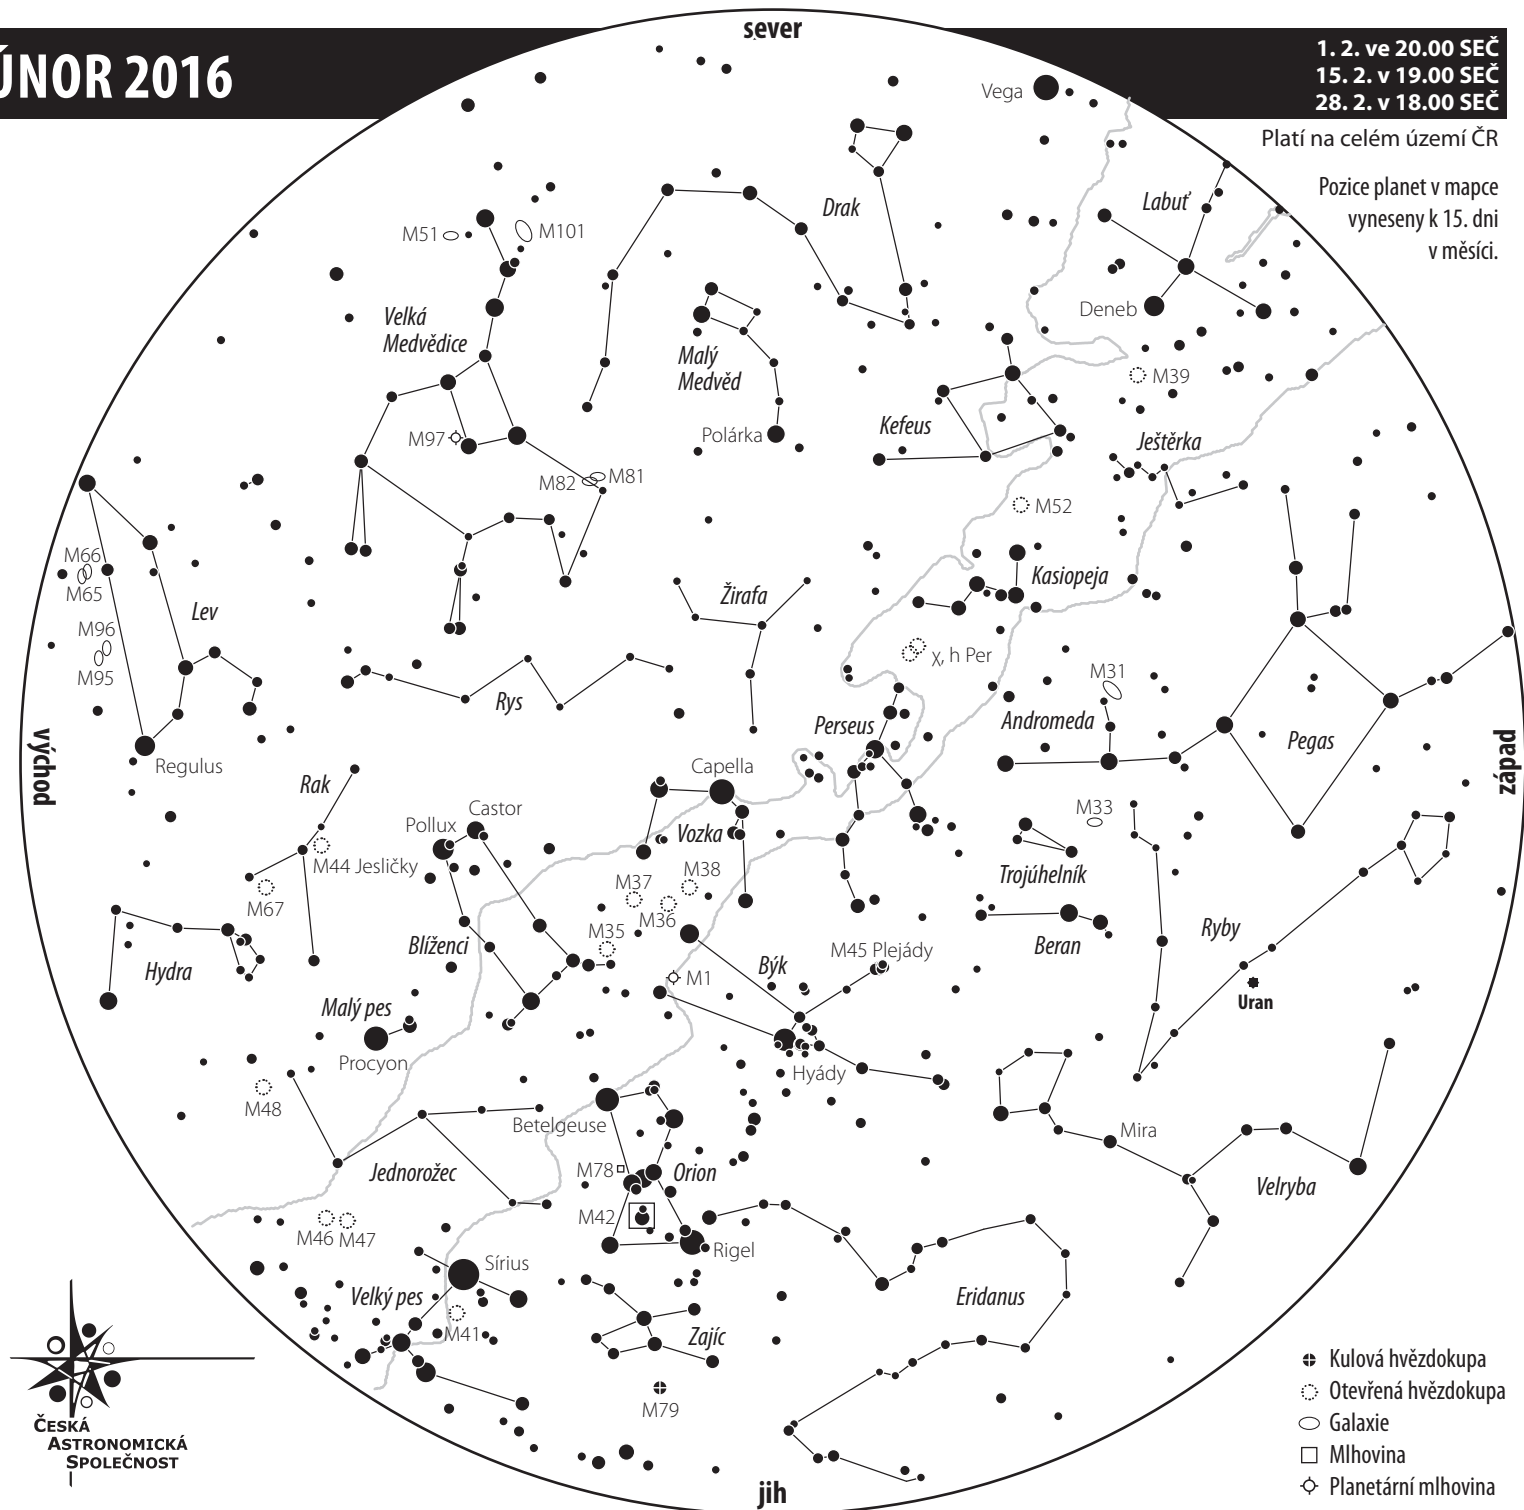 sever
ÚNOR 2016
1. 2. ve 20.00 SEČ
15. 2. v 19.00 SEČ
28. 2. v 18.00 SEČ
Platí na celém území ČR
Pozice planet v mapce
vyneseny k 15. dni
v měsíci.
Vega
Drak
Labuť
M51
M101
Deneb
Velká
Medvědice
Malý
Medvěd
M39
M97
Polárka
Kefeus
Ještěrka
M82
M81
M52
M66
M65
Kasiopeja
Lev
Žirafa
M96
M95
χ, h Per
M31
Rys
Perseus
Andromeda
Pegas
východ
západ
Regulus
Capella
Rak
Castor
Pollux
Vozka
M33
M44 Jesličky
Trojúhelník
M67
M37
M38
M36
M35
Blíženci
Beran
Ryby
Hydra
M45 Plejády
Býk
M1
Malý pes
Uran
Procyon
Hyády
M48
Betelgeuse
Mira
Jednorožec
M78
Orion
Velryba
M42
M46
M47
Rigel
Sírius
Velký pes
Eridanus
M41
Zajíc
M79
Kulová hvězdokupa
Otevřená hvězdokupa
Galaxie
Mlhovina
Planetární mlhovina
ČESKÁ
ASTRONOMICKÁ
SPOLEČNOST
jih